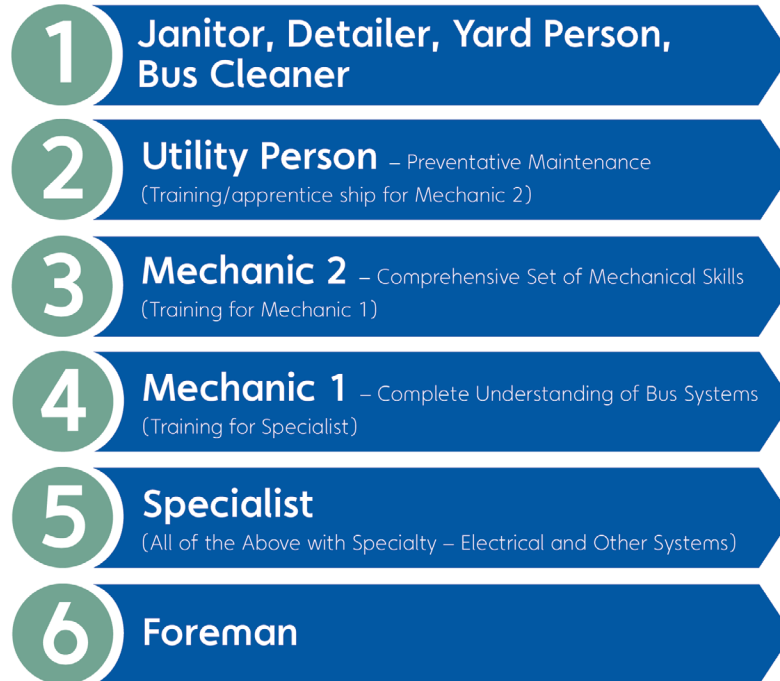 1
Janitor, Detailer, Yard Person,
Bus Cleaner
2
Utility Person – Preventative Maintenance
(Training/apprentice ship for Mechanic 2)
3
Mechanic 2 – Comprehensive Set of Mechanical Skills
(Training for Mechanic 1)
4
Mechanic 1 – Complete Understanding of Bus Systems
(Training for Specialist)
5
Specialist
(All of the Above with Specialty – Electrical and Other Systems)
6
Foreman